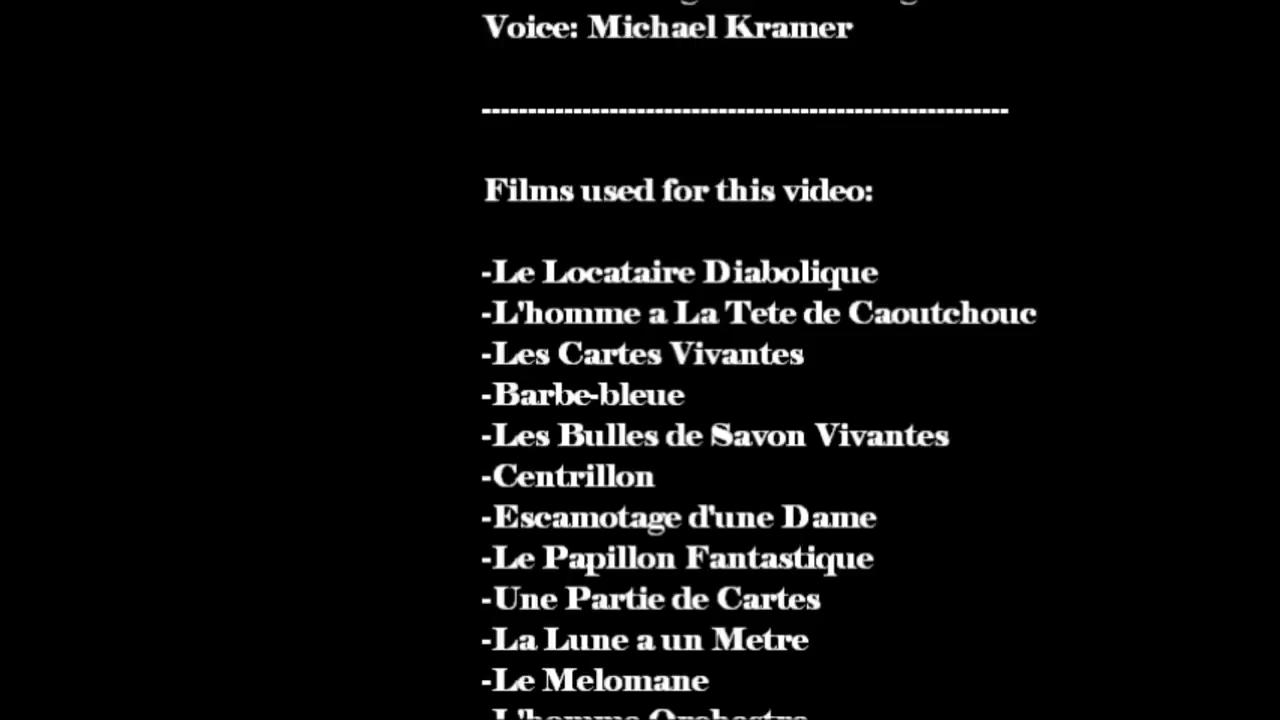 Voice: Michael Kramer
----------------------------------------------------------
Films used for this video:
-Le Locataire Diabolique
-L'homme a La Tete de Caoutchouc
-Les Cartes Vivantes
-Barbe-bleue
-Les Bulles de Savon Vivantes
-Centrillon
-Escamotage d'une Dame
-Le Papillon Fantastique
-Une Partie de Cartes
-La Lune a un Metre
-Le Melomane
-L'homme Orchestre